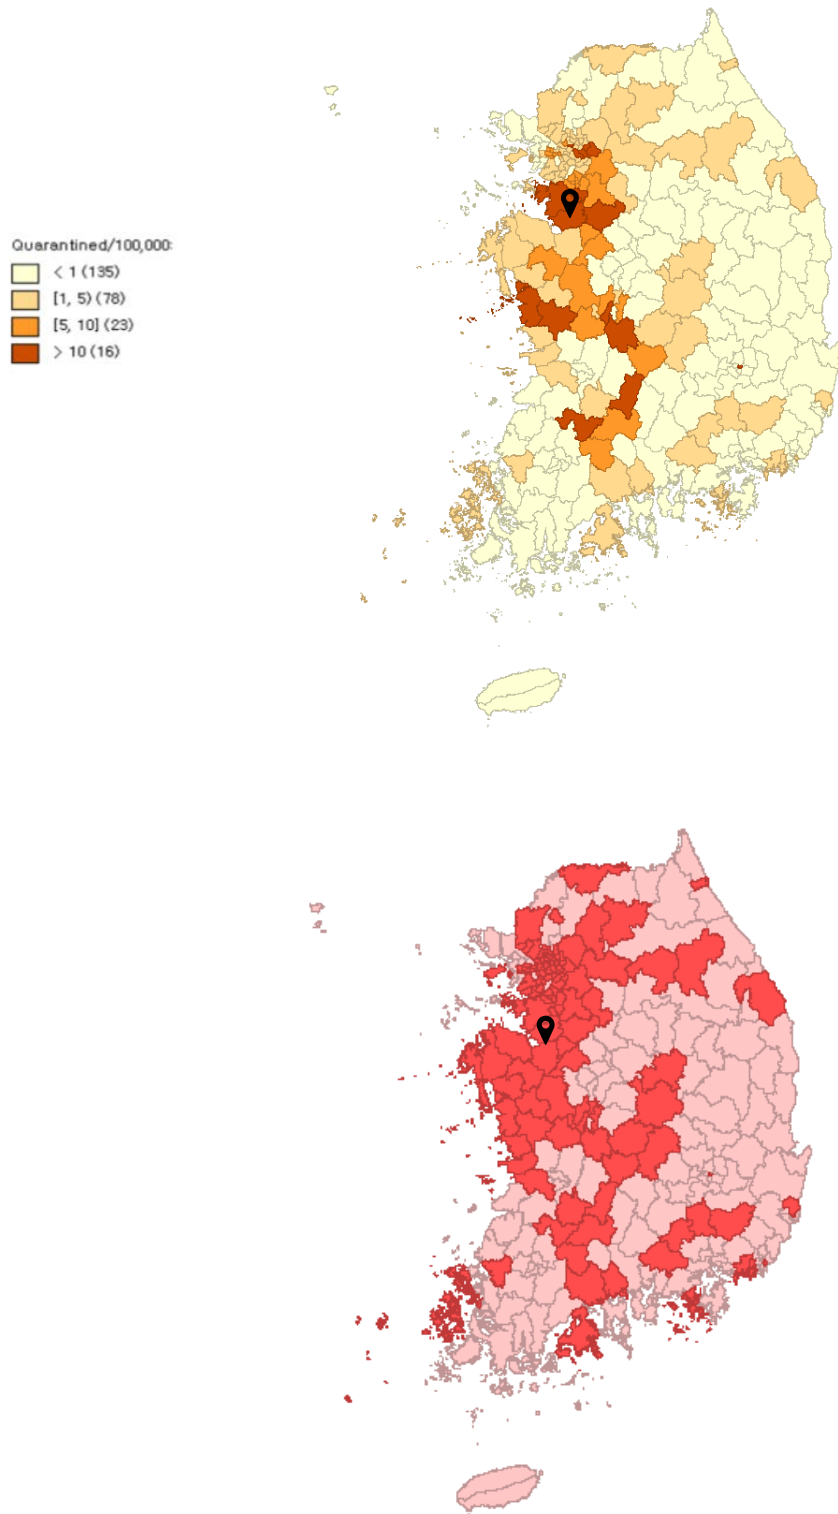 Quarantined/100,000:
< 1 (135)
[1, 5) (78)
[5, 10] (23)
> 10 (16)